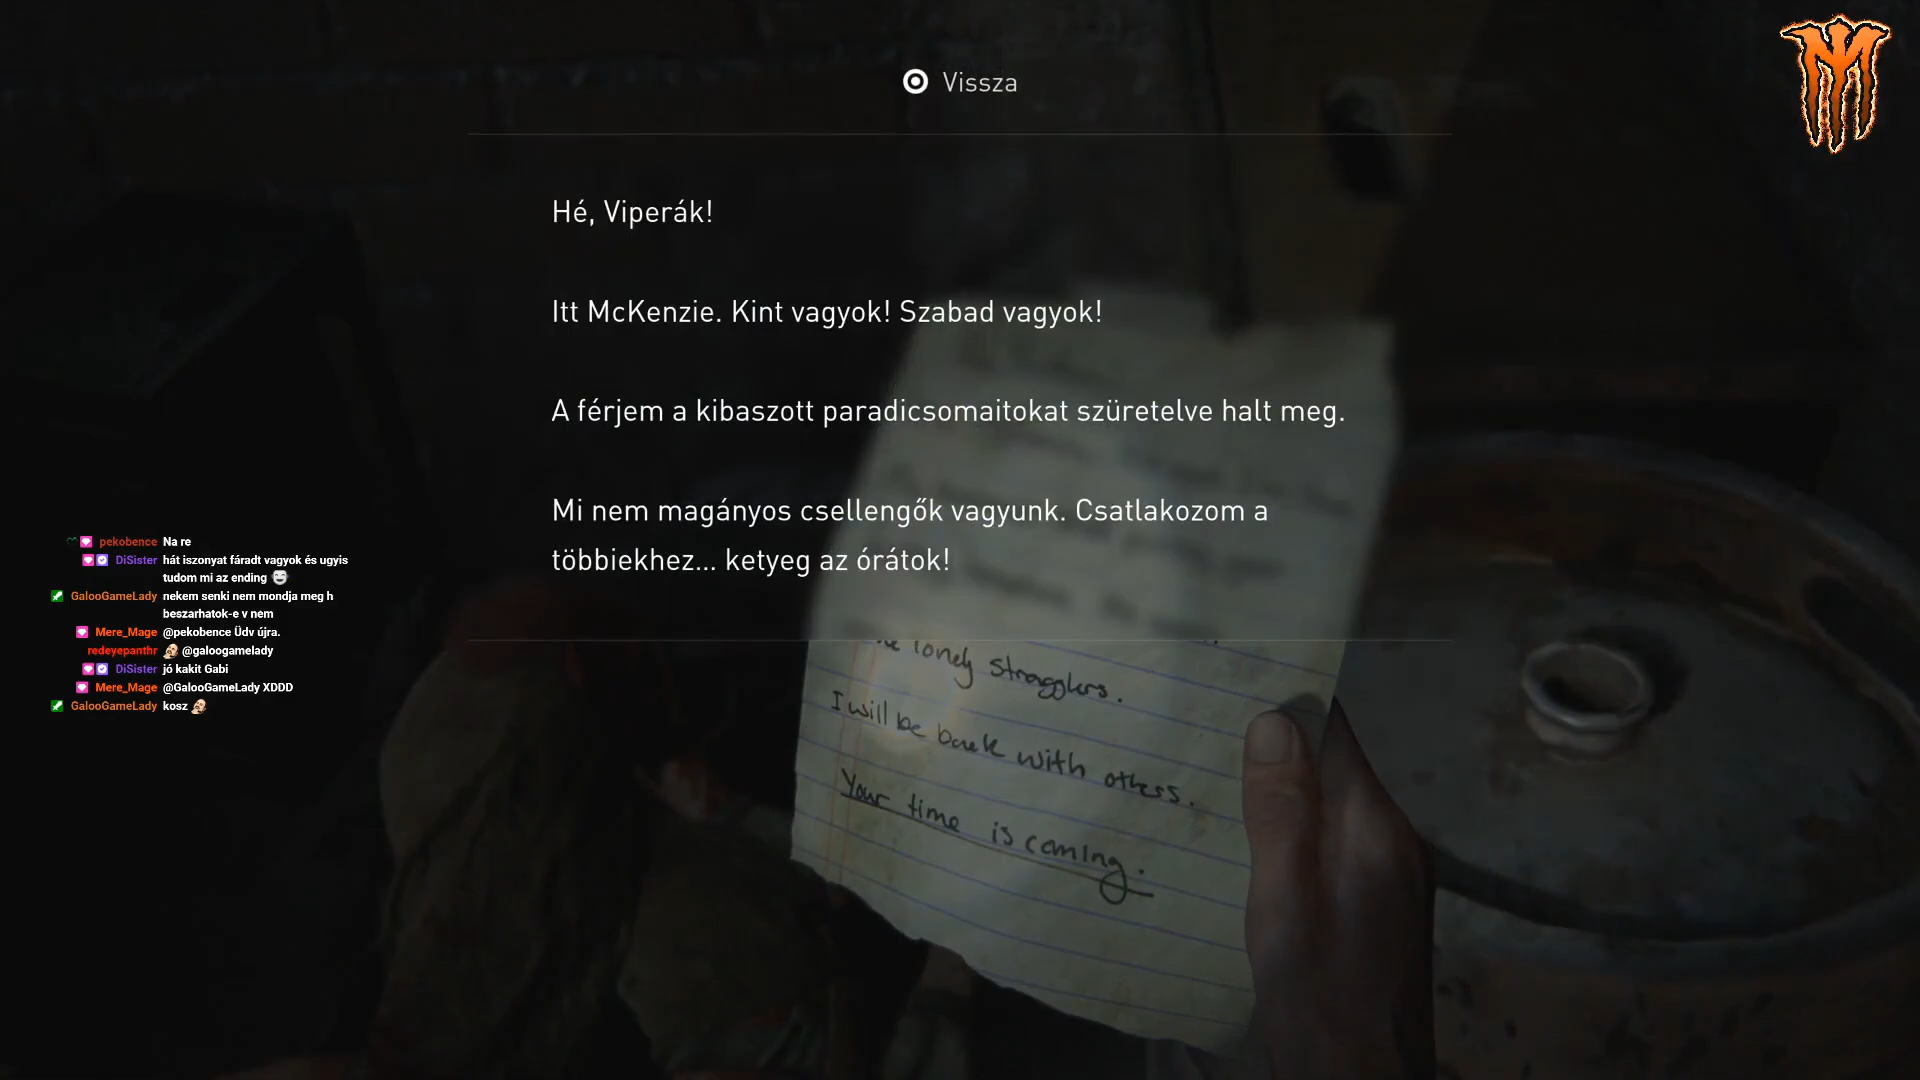 Vissza
Hé, Viperák!
Itt McKenzie. Kint vagyok! Szabad vagyok!
A férjem a kibaszott paradicsomaitokat szüretelve halt meg.
Mi nem magányos csellengők vagyunk. Csatlakozom a
többiekhez... ketyeg az órátok!
lonely stragglers.
I will be back with others.
Your time is coming.
pekobence Na re
DiSister hát iszonyat fáradt vagyok és ugyis
tudom mi az ending
GalooGameLady nekem senki nem mondja meg h
beszarhatok-e v nem
Mere_Mage @pekobence Üdv újra.
redeyepanthr @galoogamelady
DiSister jó kakit Gabi
Mere_Mage @GalooGameLady XDDD
GalooGameLady kosz